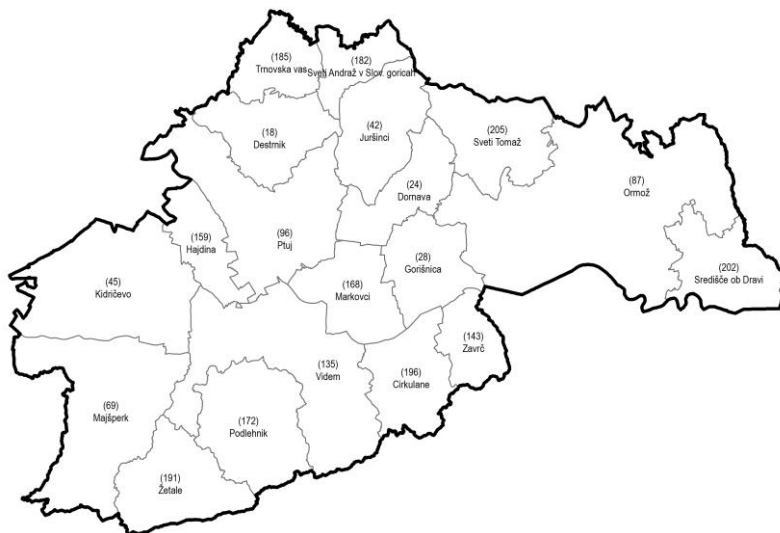 (185)
Trnovska vas
(182)
Sveti Andraž v Slov. goricah
(18)
Destrnik
(42)
Juršinci
(205)
Sveti Tomaž
(24)
Dornava
(87)
Ormož
(159)
Hajdina
(96)
Ptuj
(28)
Gorišnica
(202)
Središče ob Dravi
(45)
Kidričevo
(168)
Markovci
(143)
Zavrč
(135)
Videm
(196)
Cirkulane
(69)
Majšperk
(172)
Podlehnik
(191)
Žetale